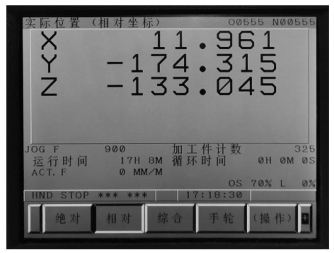 实际位置 (相对坐标) O0555 N00555
X 11.961
Y -174.315
Z -133.045
JOG F 900 加工件计数 325
运行时间 17H 8M 循环时间 0H 0M 0S
ACT.F 0 MM/M
OS 70% L 0%
HND STOP *** *** 17:18:30
绝对 相对 综合 手轮 (操作)